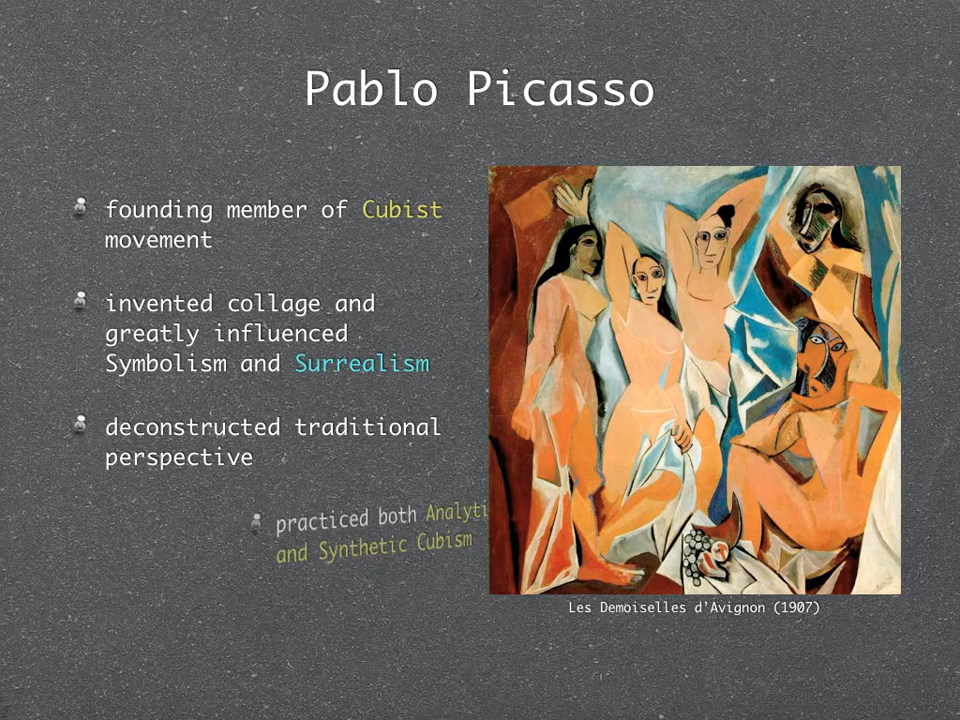 Pablo Picasso
founding member of Cubist
movement
invented collage and
greatly influenced
Symbolism and Surrealism
deconstructed traditional
perspective
practiced both Analyti
and Synthetic Cubism
Les Demoiselles d’Avignon (1907)